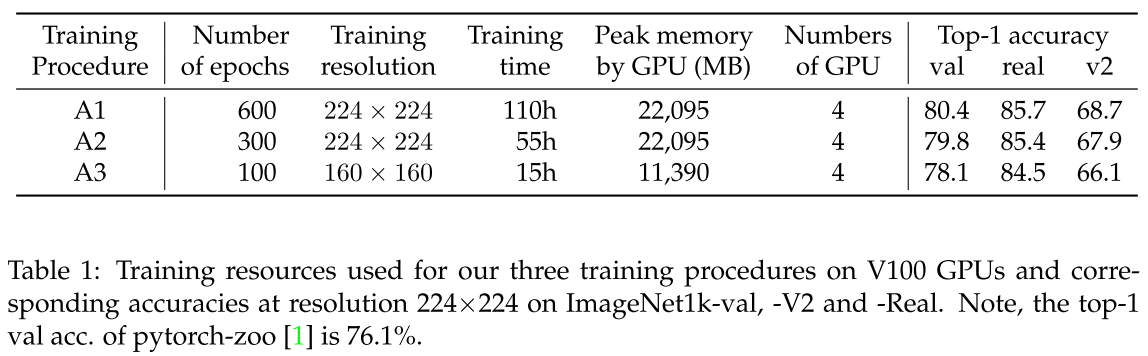 Training Number Training Training Peak memory Numbers Top-1 accuracy
Procedure of epochs resolution time by GPU (MB) of GPU val real v2
A1 600 224 × 224 110h 22,095 4 80.4 85.7 68.7
A2 300 224 × 224 55h 22,095 4 79.8 85.4 67.9
A3 100 160 × 160 15h 11,390 4 78.1 84.5 66.1
Table 1: Training resources used for our three training procedures on V100 GPUs and corre-
sponding accuracies at resolution 224×224 on ImageNet1k-val, -V2 and -Real. Note, the top-1
val acc. of pytorch-zoo [1] is 76.1%.